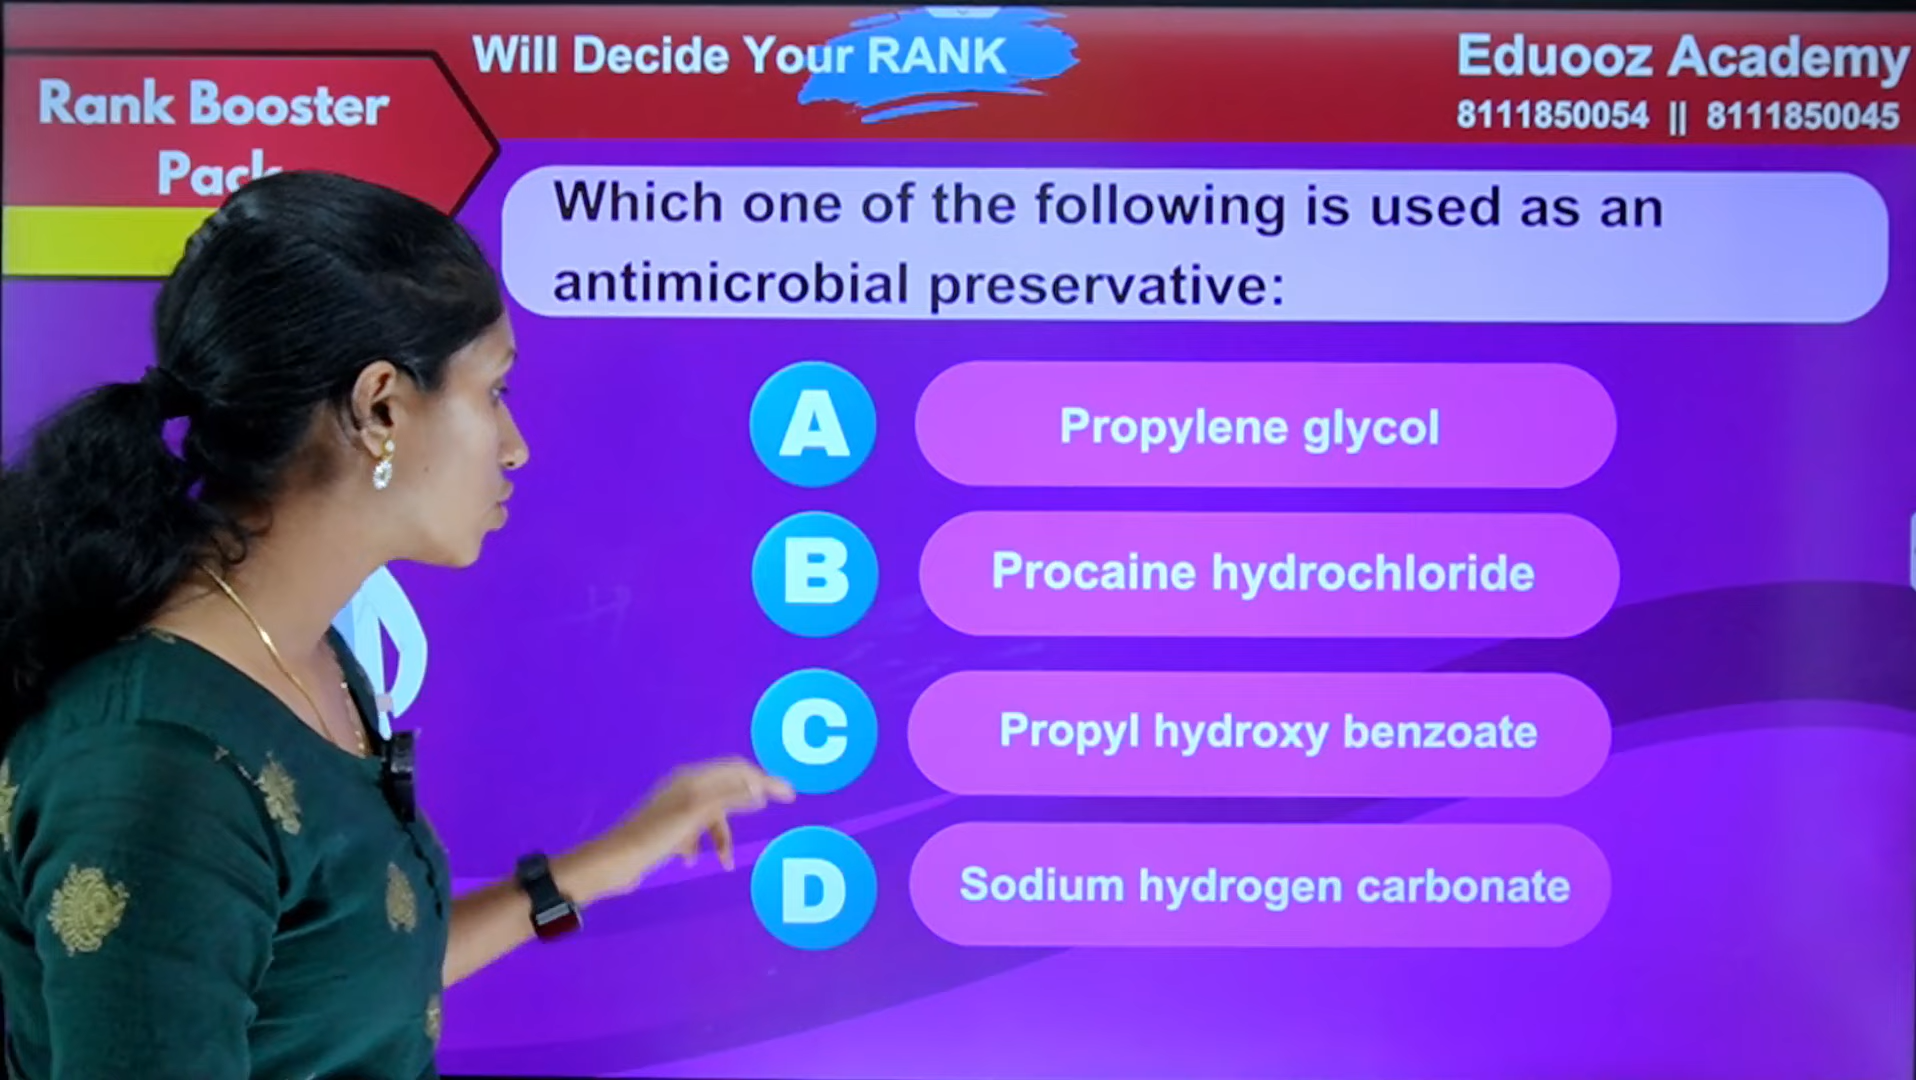 Will Decide Your RANK
Eduooz Academy
8111850054 || 8111850045
Rank Booster
Pack
Which one of the following is used as an
antimicrobial preservative:
A Propylene glycol
B Procaine hydrochloride
C Propyl hydroxy benzoate
D Sodium hydrogen carbonate